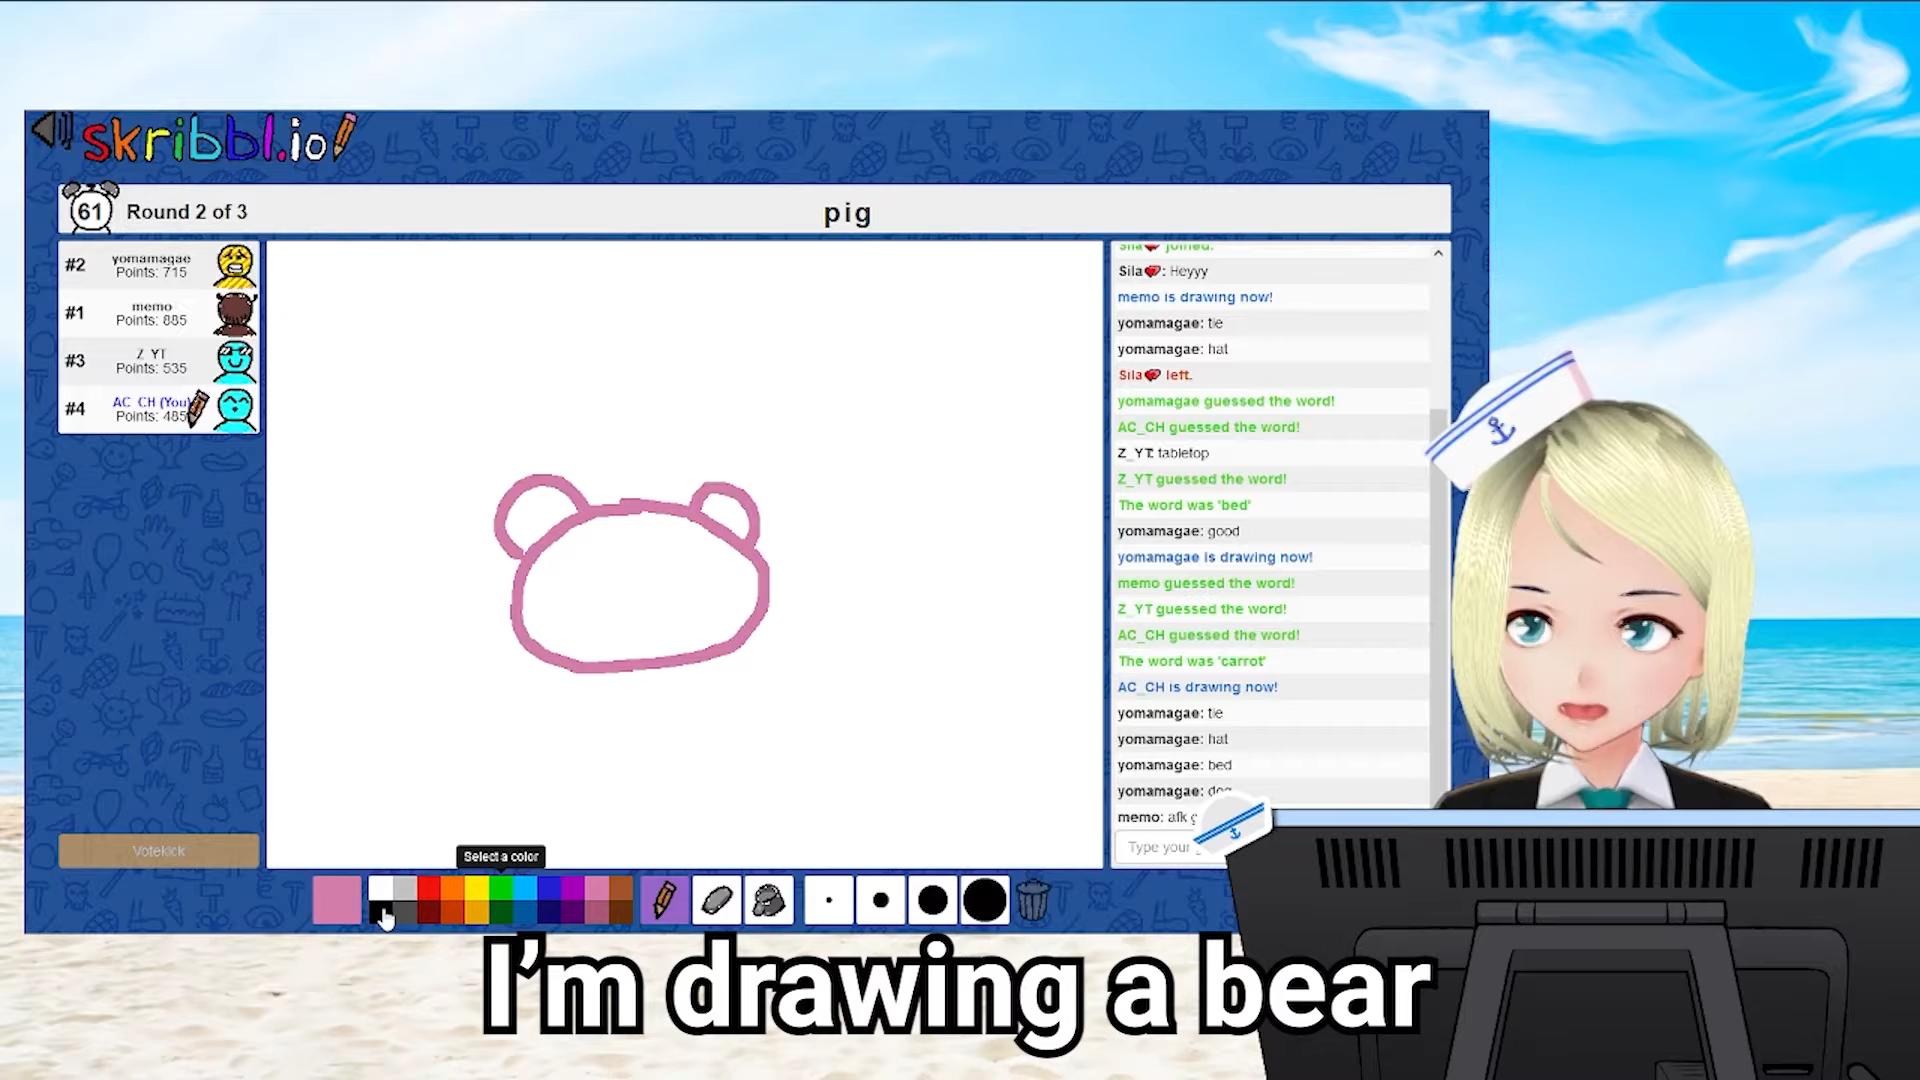 skribbl.io
61
Round 2 of 3
pig
#2
yomamagae
Points: 715
#1
memo
Points: 885
#3
Z_YT
Points: 535
#4
AC_CH (You)
Points: 485
Sila❤ joined.
Sila❤: Heyyy
memo is drawing now!
yomamagae: tie
yomamagae: hat
Sila❤ left.
yomamagae guessed the word!
AC_CH guessed the word!
Z_YT: tabletop
Z_YT guessed the word!
The word was 'bed'
yomamagae: good
yomamagae is drawing now!
memo guessed the word!
Z_YT guessed the word!
AC_CH guessed the word!
The word was 'carrot'
AC_CH is drawing now!
yomamagae: tie
yomamagae: hat
yomamagae: bed
yomamagae: dog
memo: afk
Type your
Votekick
Select a color
I'm drawing a bear